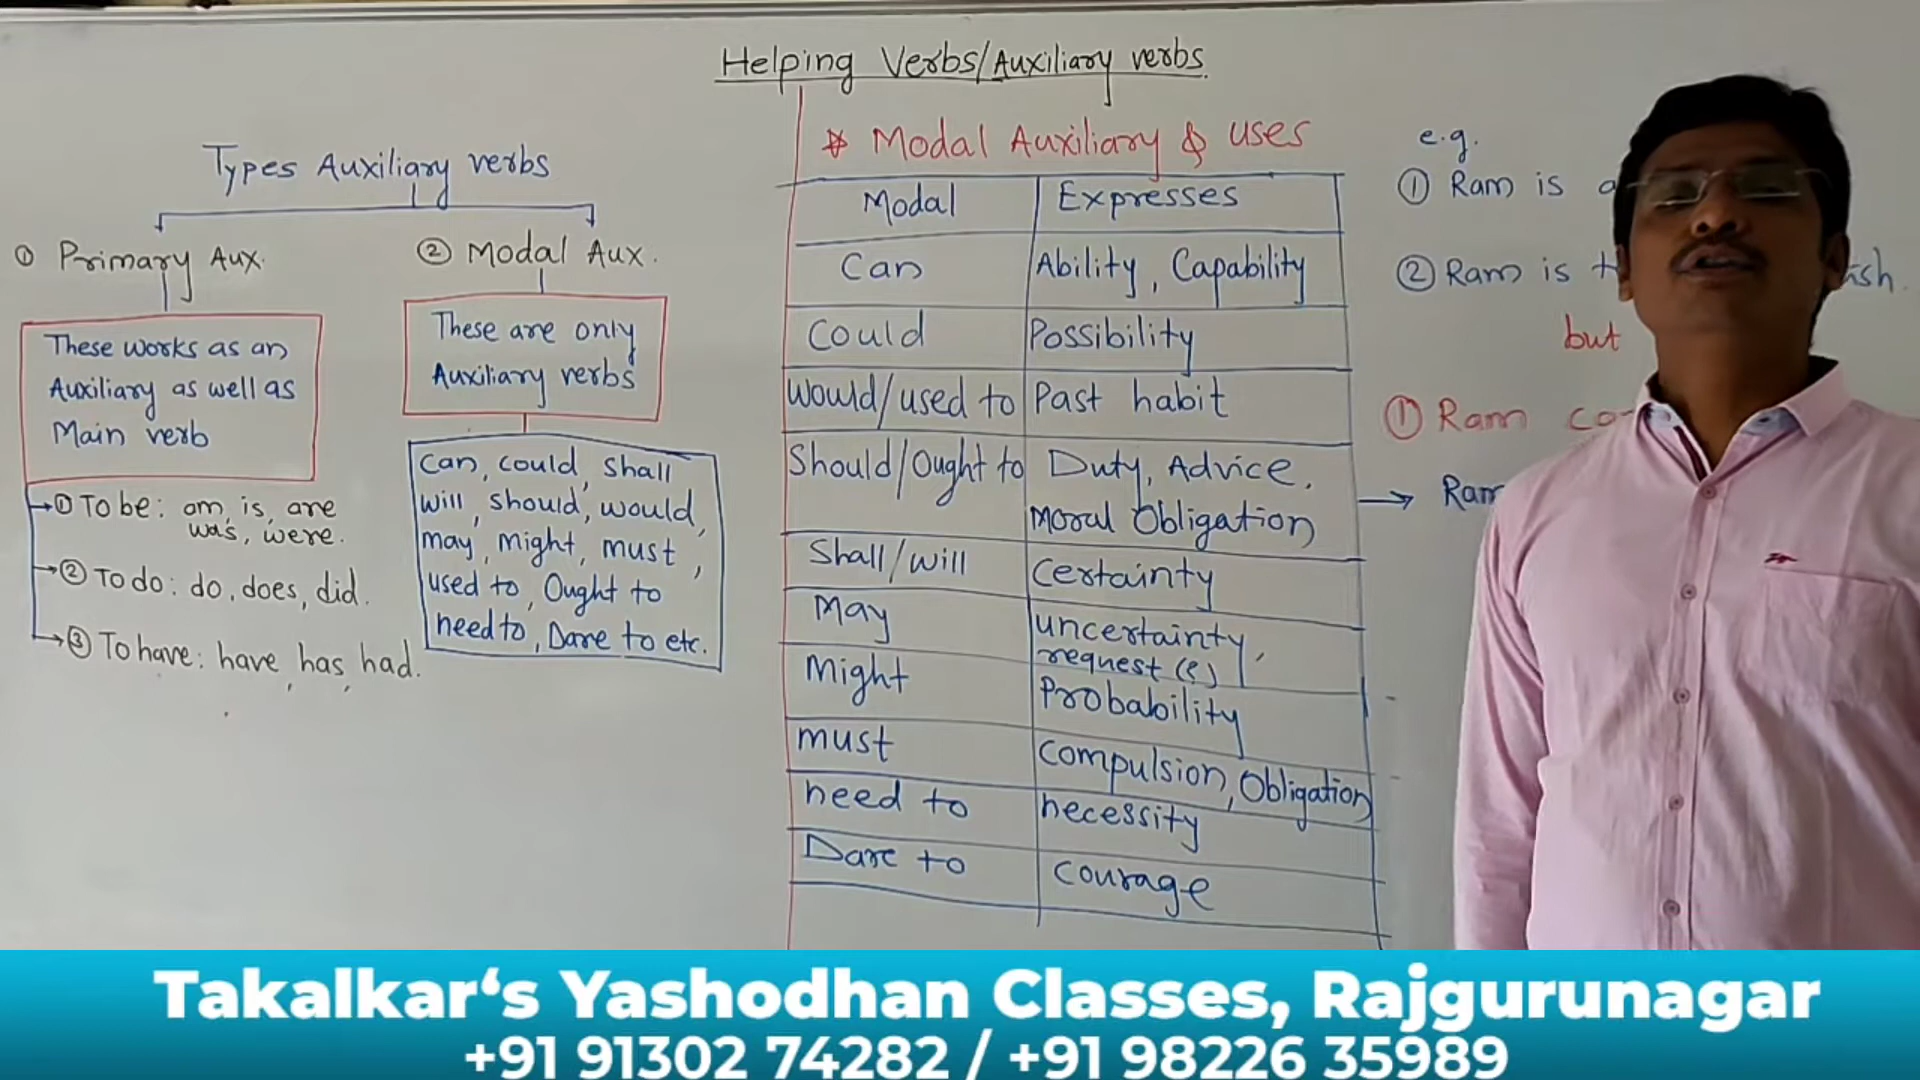 Helping Verbs/Auxiliary verbs.
Types Auxiliary verbs
① Primary Aux.
These works as an
Auxiliary as well as
Main verb
① To be: am, is, are
was, were.
② To do: do, does, did.
③ To have: have, has, had.
② Modal Aux.
These are only
Auxiliary verbs
Can, could, shall
will, should, would,
may, might, must,
used to, Ought to
need to, Dare to etc.
* Modal Auxiliary & uses
Modal Expresses
Can Ability, Capability
Could Possibility
Would/used to Past habit
Should/Ought to Duty, Advice,
Moral Obligation
Shall/will Certainty
May uncertainty,
request (?)
Might Probability
must Compulsion, Obligation
need to necessity
Dare to Courage
e.g.
① Ram is
② Ram is
but
① Ram
→ Ram
Takalkar‘s Yashodhan Classes, Rajgurunagar
+91 91302 74282 / +91 98226 35989